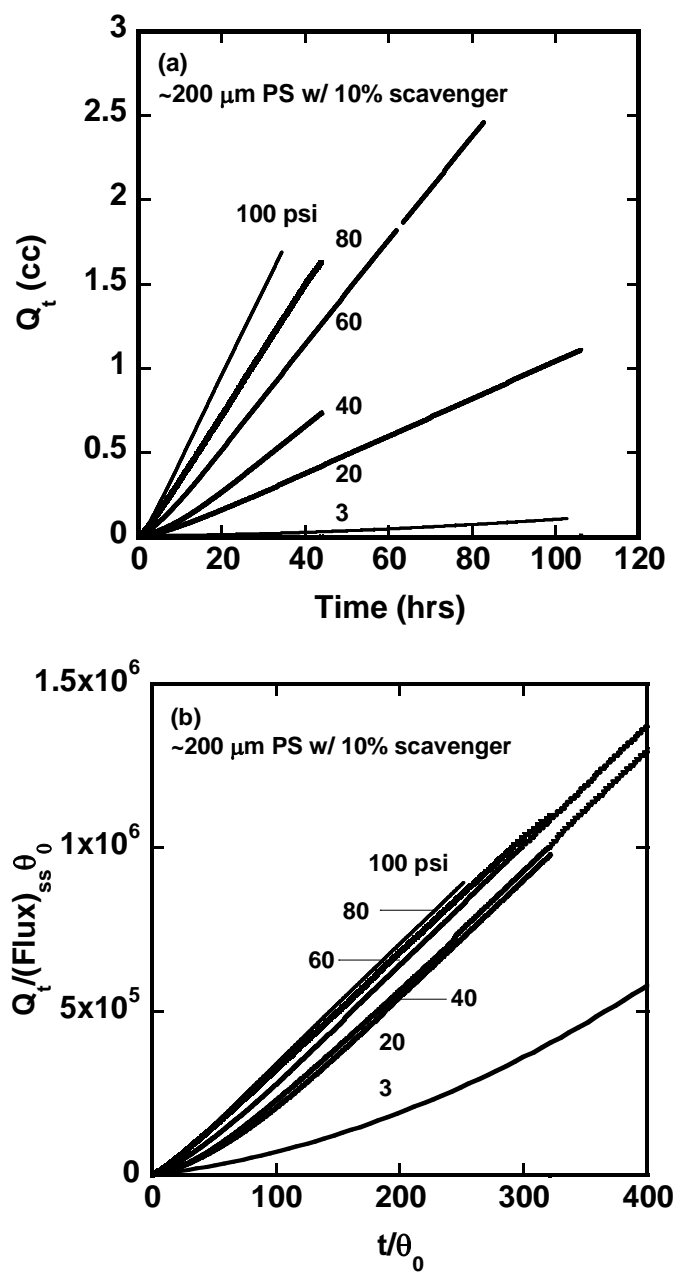 3
(a)
~200 μm PS w/ 10% scavenger
2.5
2
100 psi
80
1.5
60
1
40
0.5
20
3
0
0 20 40 60 80 100 120
Q_t (cc)
Time (hrs)
1.5x10^6
(b)
~200 μm PS w/ 10% scavenger
1x10^6
100 psi
80
60
5x10^5
40
20
3
0
0 100 200 300 400
Q_t/(Flux)_ss θ_0
t/θ_0